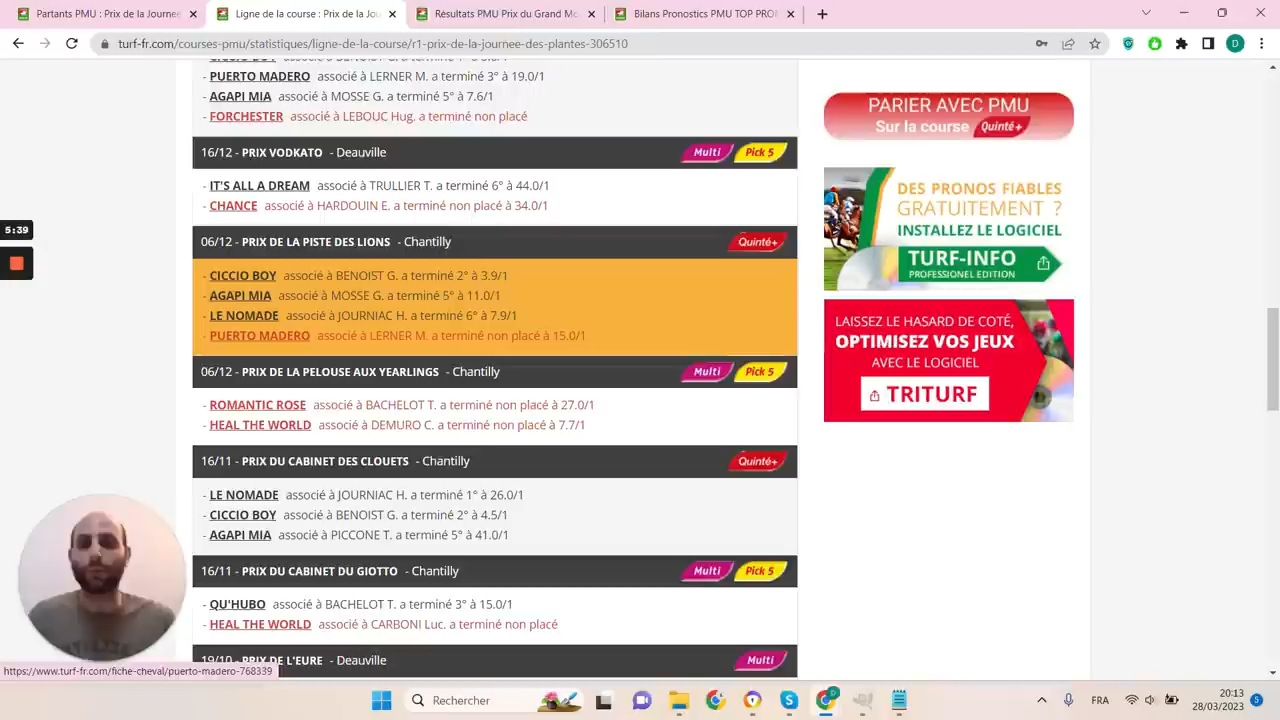 Partants PMU : Prix de la Journée
Ligne de la course Prix de la Jou
Résultats PMU Prix du Grand Mo
Bilans Pronostics PMU TOP PRO
turf-fr.com/courses-pmu/statistiques/ligne-de-la-course/r1-prix-de-la-journee-des-plantes-306510
D
- PUERTO MADERO associé à LERNER M. a terminé 3° à 19.0/1
- AGAPI MIA associé à MOSSE G. a terminé 5° à 7.6/1
- FORCHESTER associé à LEBOUC Hug. a terminé non placé
16/12 - PRIX VODKATO - Deauville Multi Pick 5
- IT'S ALL A DREAM associé à TRULLIER T. a terminé 6° à 44.0/1
- CHANCE associé à HARDOUIN E. a terminé non placé à 34.0/1
06/12 - PRIX DE LA PISTE DES LIONS - Chantilly Quinté+
- CICCIO BOY associé à BENOIST G. a terminé 2° à 3.9/1
- AGAPI MIA associé à MOSSE G. a terminé 5° à 11.0/1
- LE NOMADE associé à JOURNIAC H. a terminé 6° à 7.9/1
- PUERTO MADERO associé à LERNER M. a terminé non placé à 15.0/1
06/12 - PRIX DE LA PELOUSE AUX YEARLINGS - Chantilly Multi Pick 5
- ROMANTIC ROSE associé à BACHELOT T. a terminé non placé à 27.0/1
- HEAL THE WORLD associé à DEMURO C. a terminé non placé à 7.7/1
16/11 - PRIX DU CABINET DES CLOUETS - Chantilly Quinté+
- LE NOMADE associé à JOURNIAC H. a terminé 1° à 26.0/1
- CICCIO BOY associé à BENOIST G. a terminé 2° à 4.5/1
- AGAPI MIA associé à PICCONE T. a terminé 5° à 41.0/1
16/11 - PRIX DU CABINET DU GIOTTO - Chantilly Multi Pick 5
- QU'HUBO associé à BACHELOT T. a terminé 3° à 15.0/1
- HEAL THE WORLD associé à CARBONI Luc. a terminé non placé
19/10 - PRIX DE L'EURE - Deauville Multi
PARIER AVEC PMU
Sur la course Quinté+
DES PRONOS FIABLES
GRATUITEMENT ?
INSTALLEZ LE LOGICIEL
TURF-INFO
PROFESSIONEL EDITION
LAISSEZ LE HASARD DE COTÉ,
OPTIMISEZ VOS JEUX
AVEC LE LOGICIEL
TRITURF
5:39
https://www.turf-fr.com/fiche-cheval/puerto-madero-768339
Rechercher
FRA
20:13
28/03/2023
5